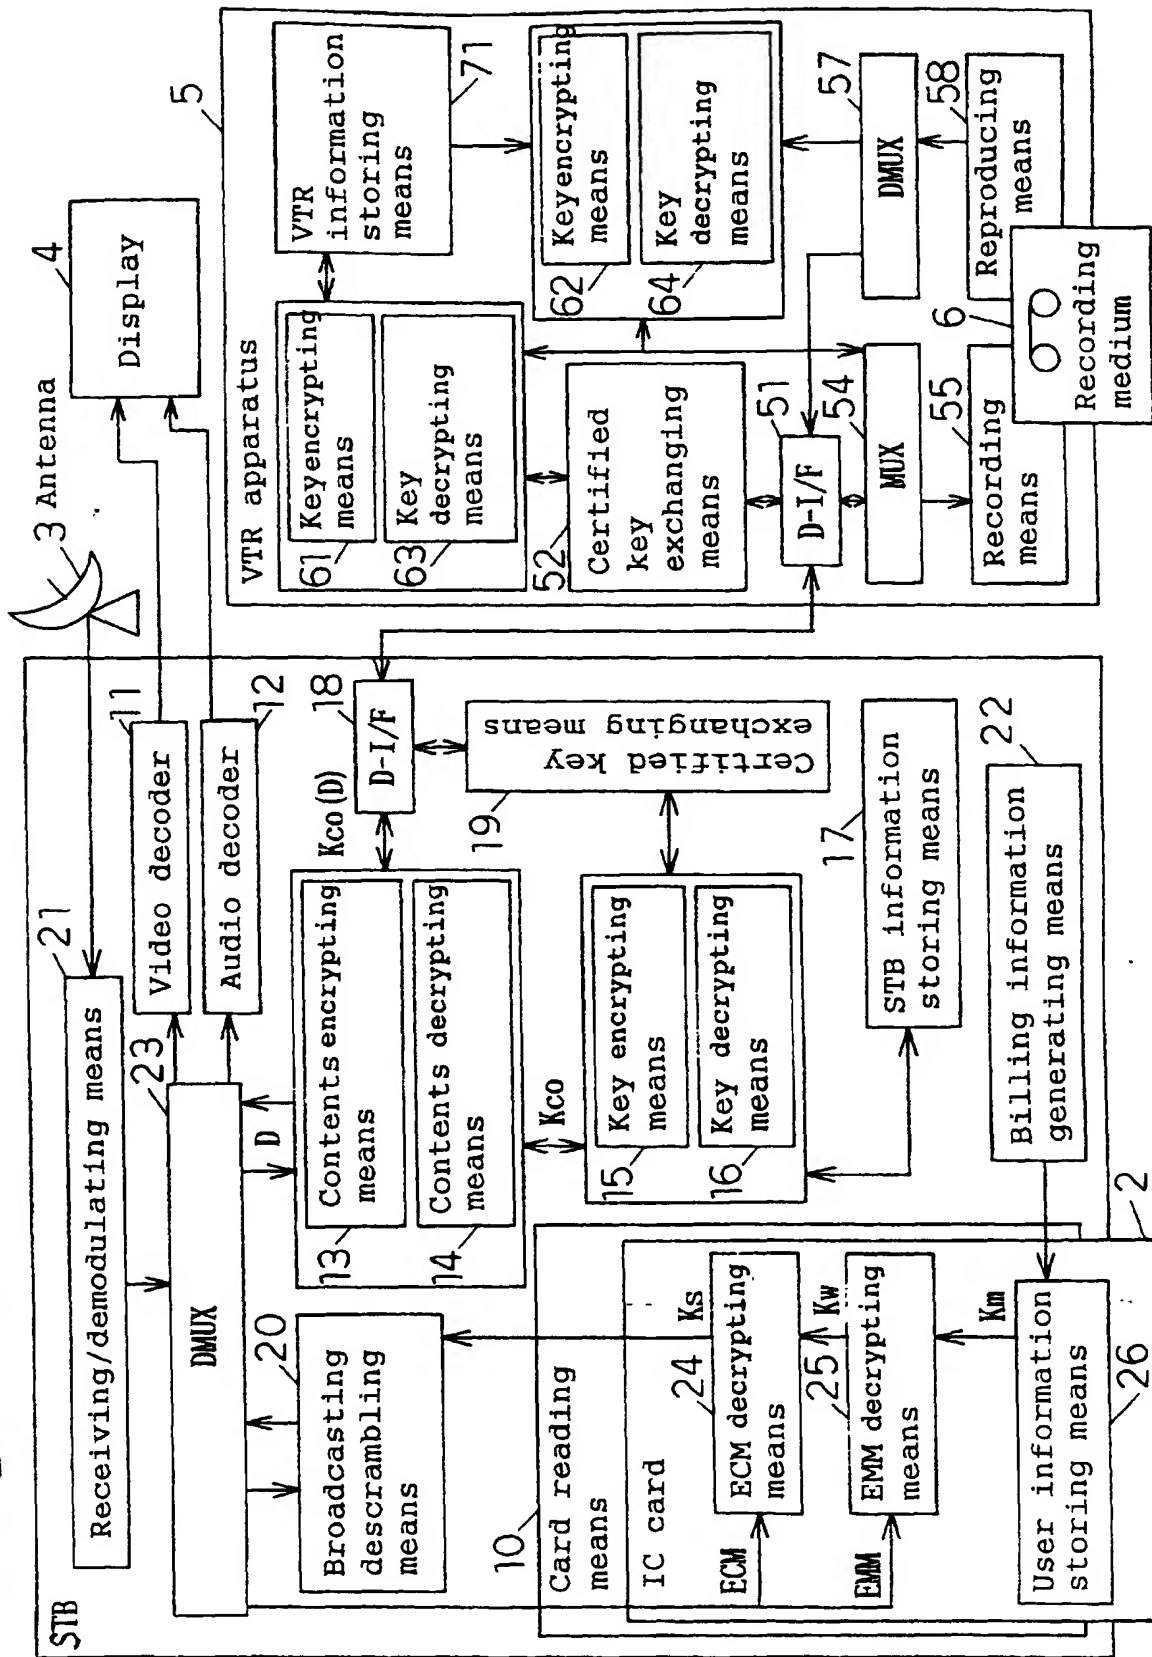 STB
Receiving/demodulating means
21
3 Antenna
4
Display
5
VTR apparatus
DMUX
23
Video decoder
11
Audio decoder
12
D
Broadcasting
descrambling
means
20
Contents encrypting
means
13
Contents decrypting
means
14
Kco(D)
D-I/F
18
Certified key
exchanging means
19
Kco
Key encrypting
means
15
Key decrypting
means
16
STB information
storing means
17
Billing information
generating means
22
10
Card reading
means
IC card
2
ECM
Ks
ECM decrypting
means
24
Kw
EMM
EMM decrypting
means
25
Km
User information
storing means
26
Keyencrypting
means
61
Key
decrypting
means
63
VTR
information
storing
means
71
Keyencrypting
means
62
Key
decrypting
means
64
Certified
key
exchanging
means
52
D-I/F
51
MUX
54
DMUX
57
Recording
means
55
Reproducing
means
58
6
Recording
medium